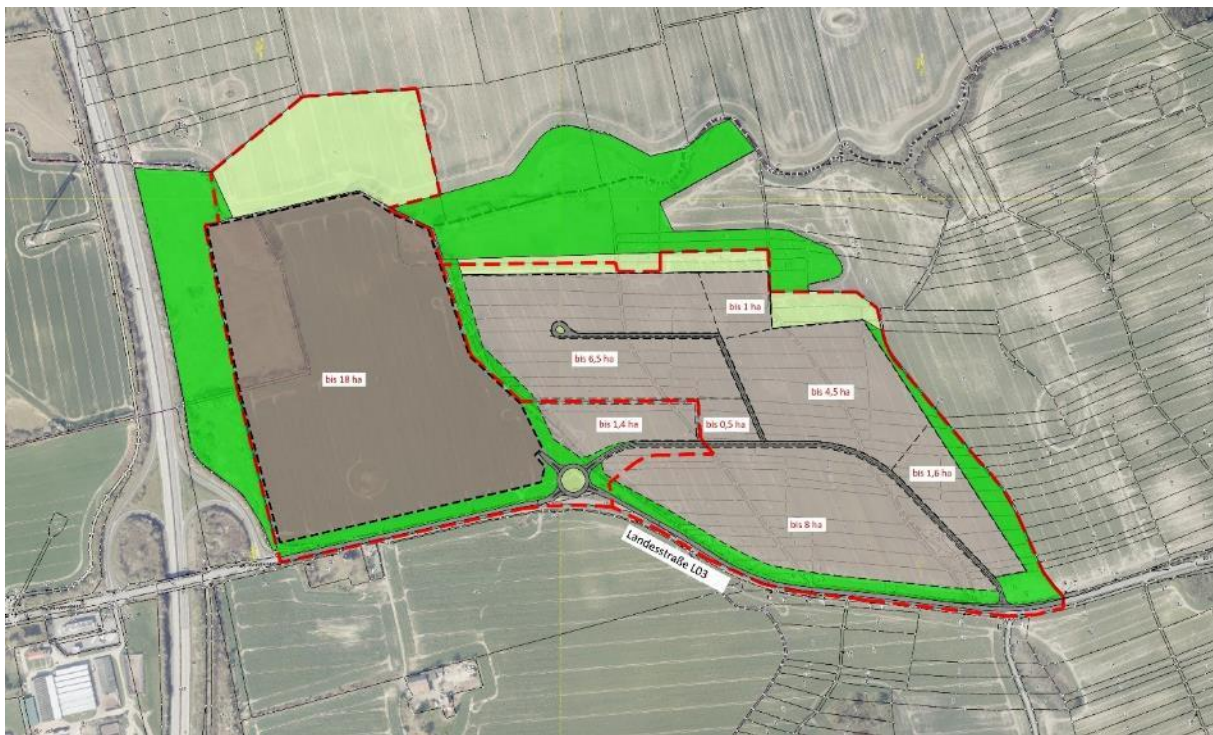 bis 1 ha
bis 6,5 ha
bis 18 ha
bis 4,5 ha
bis 1,4 ha
bis 0,5 ha
bis 1,6 ha
bis 8 ha
Landesstraße L03